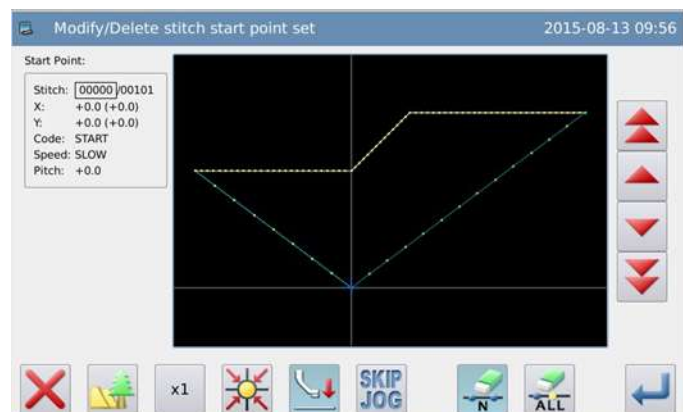 Modify/Delete stitch start point set 2015-08-13 09:56
Start Point:
Stitch: 00000/00101
X: +0.0 (+0.0)
Y: +0.0 (+0.0)
Code: START
Speed: SLOW
Pitch: +0.0
x1
SKIP
JOG
N
ALL